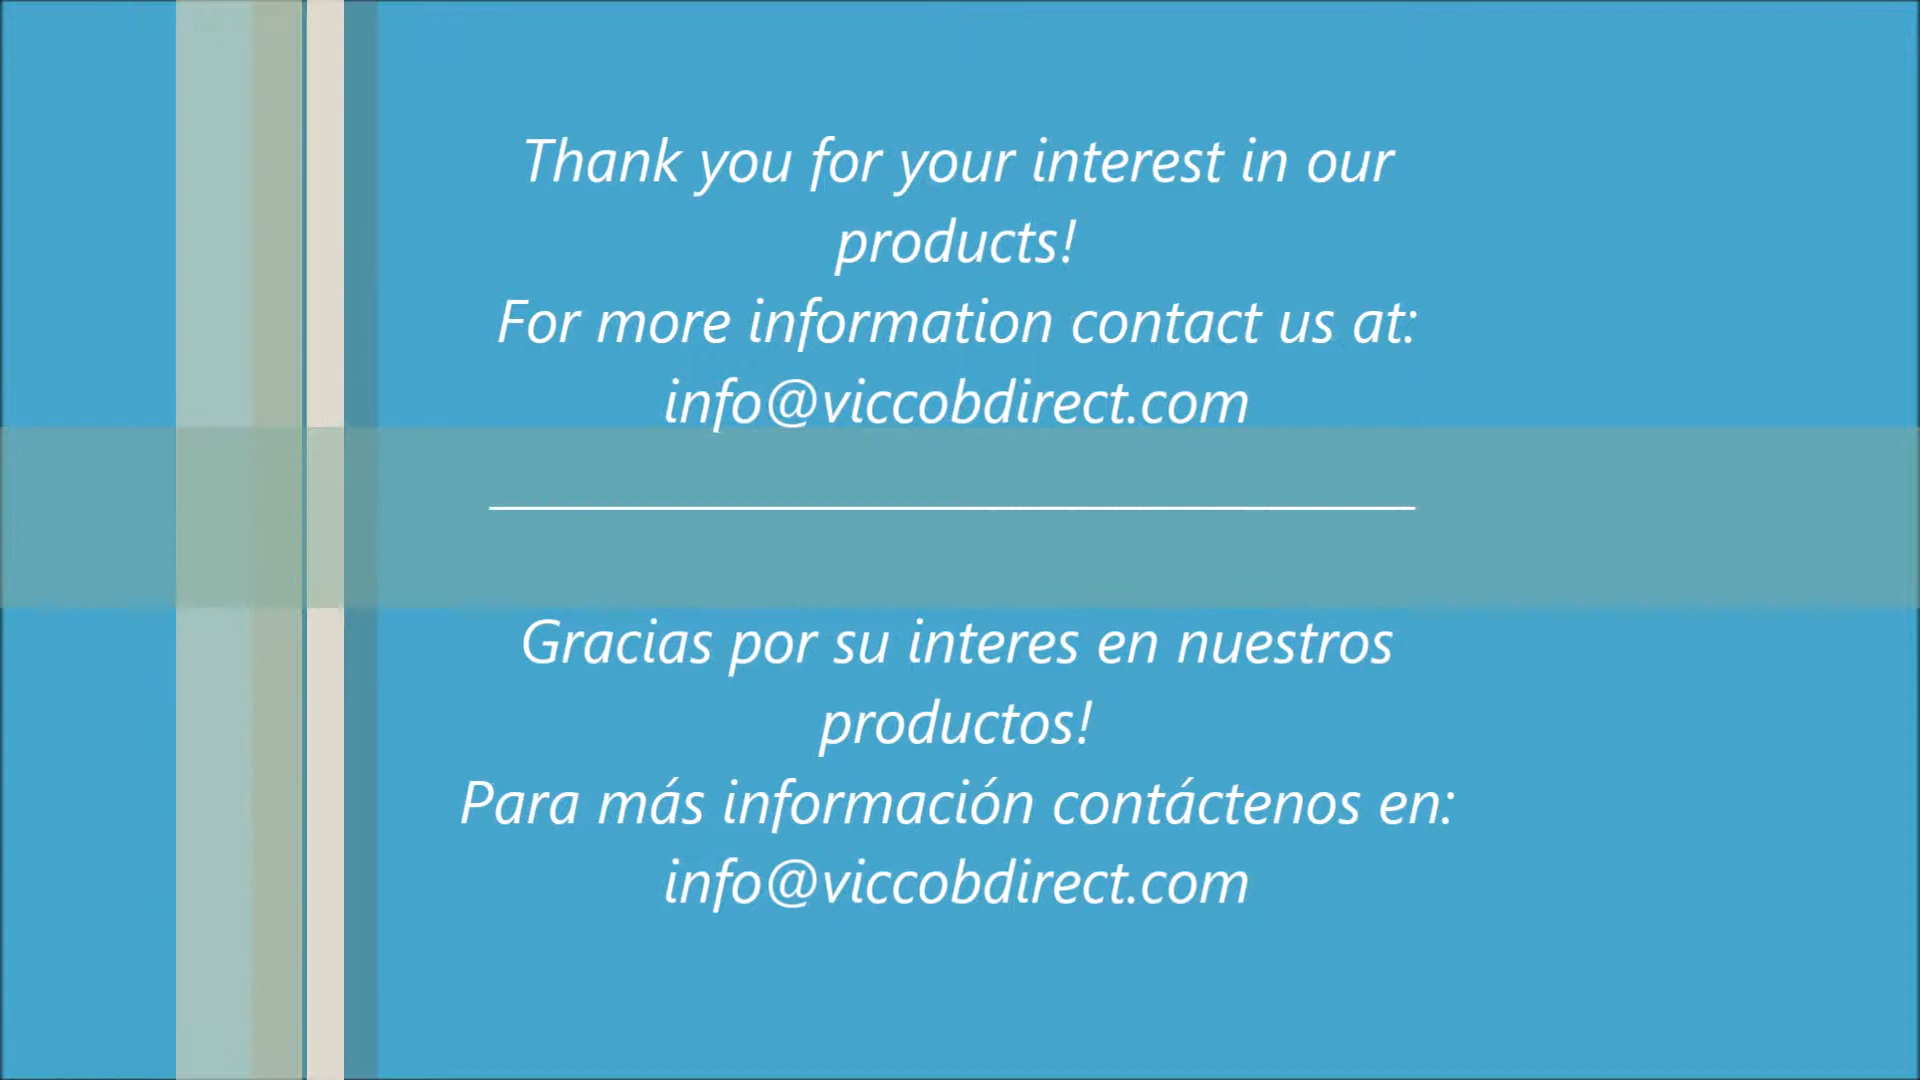 Thank you for your interest in our
products!
For more information contact us at:
info@viccobdirect.com
Gracias por su interes en nuestros
productos!
Para más información contáctenos en:
info@viccobdirect.com